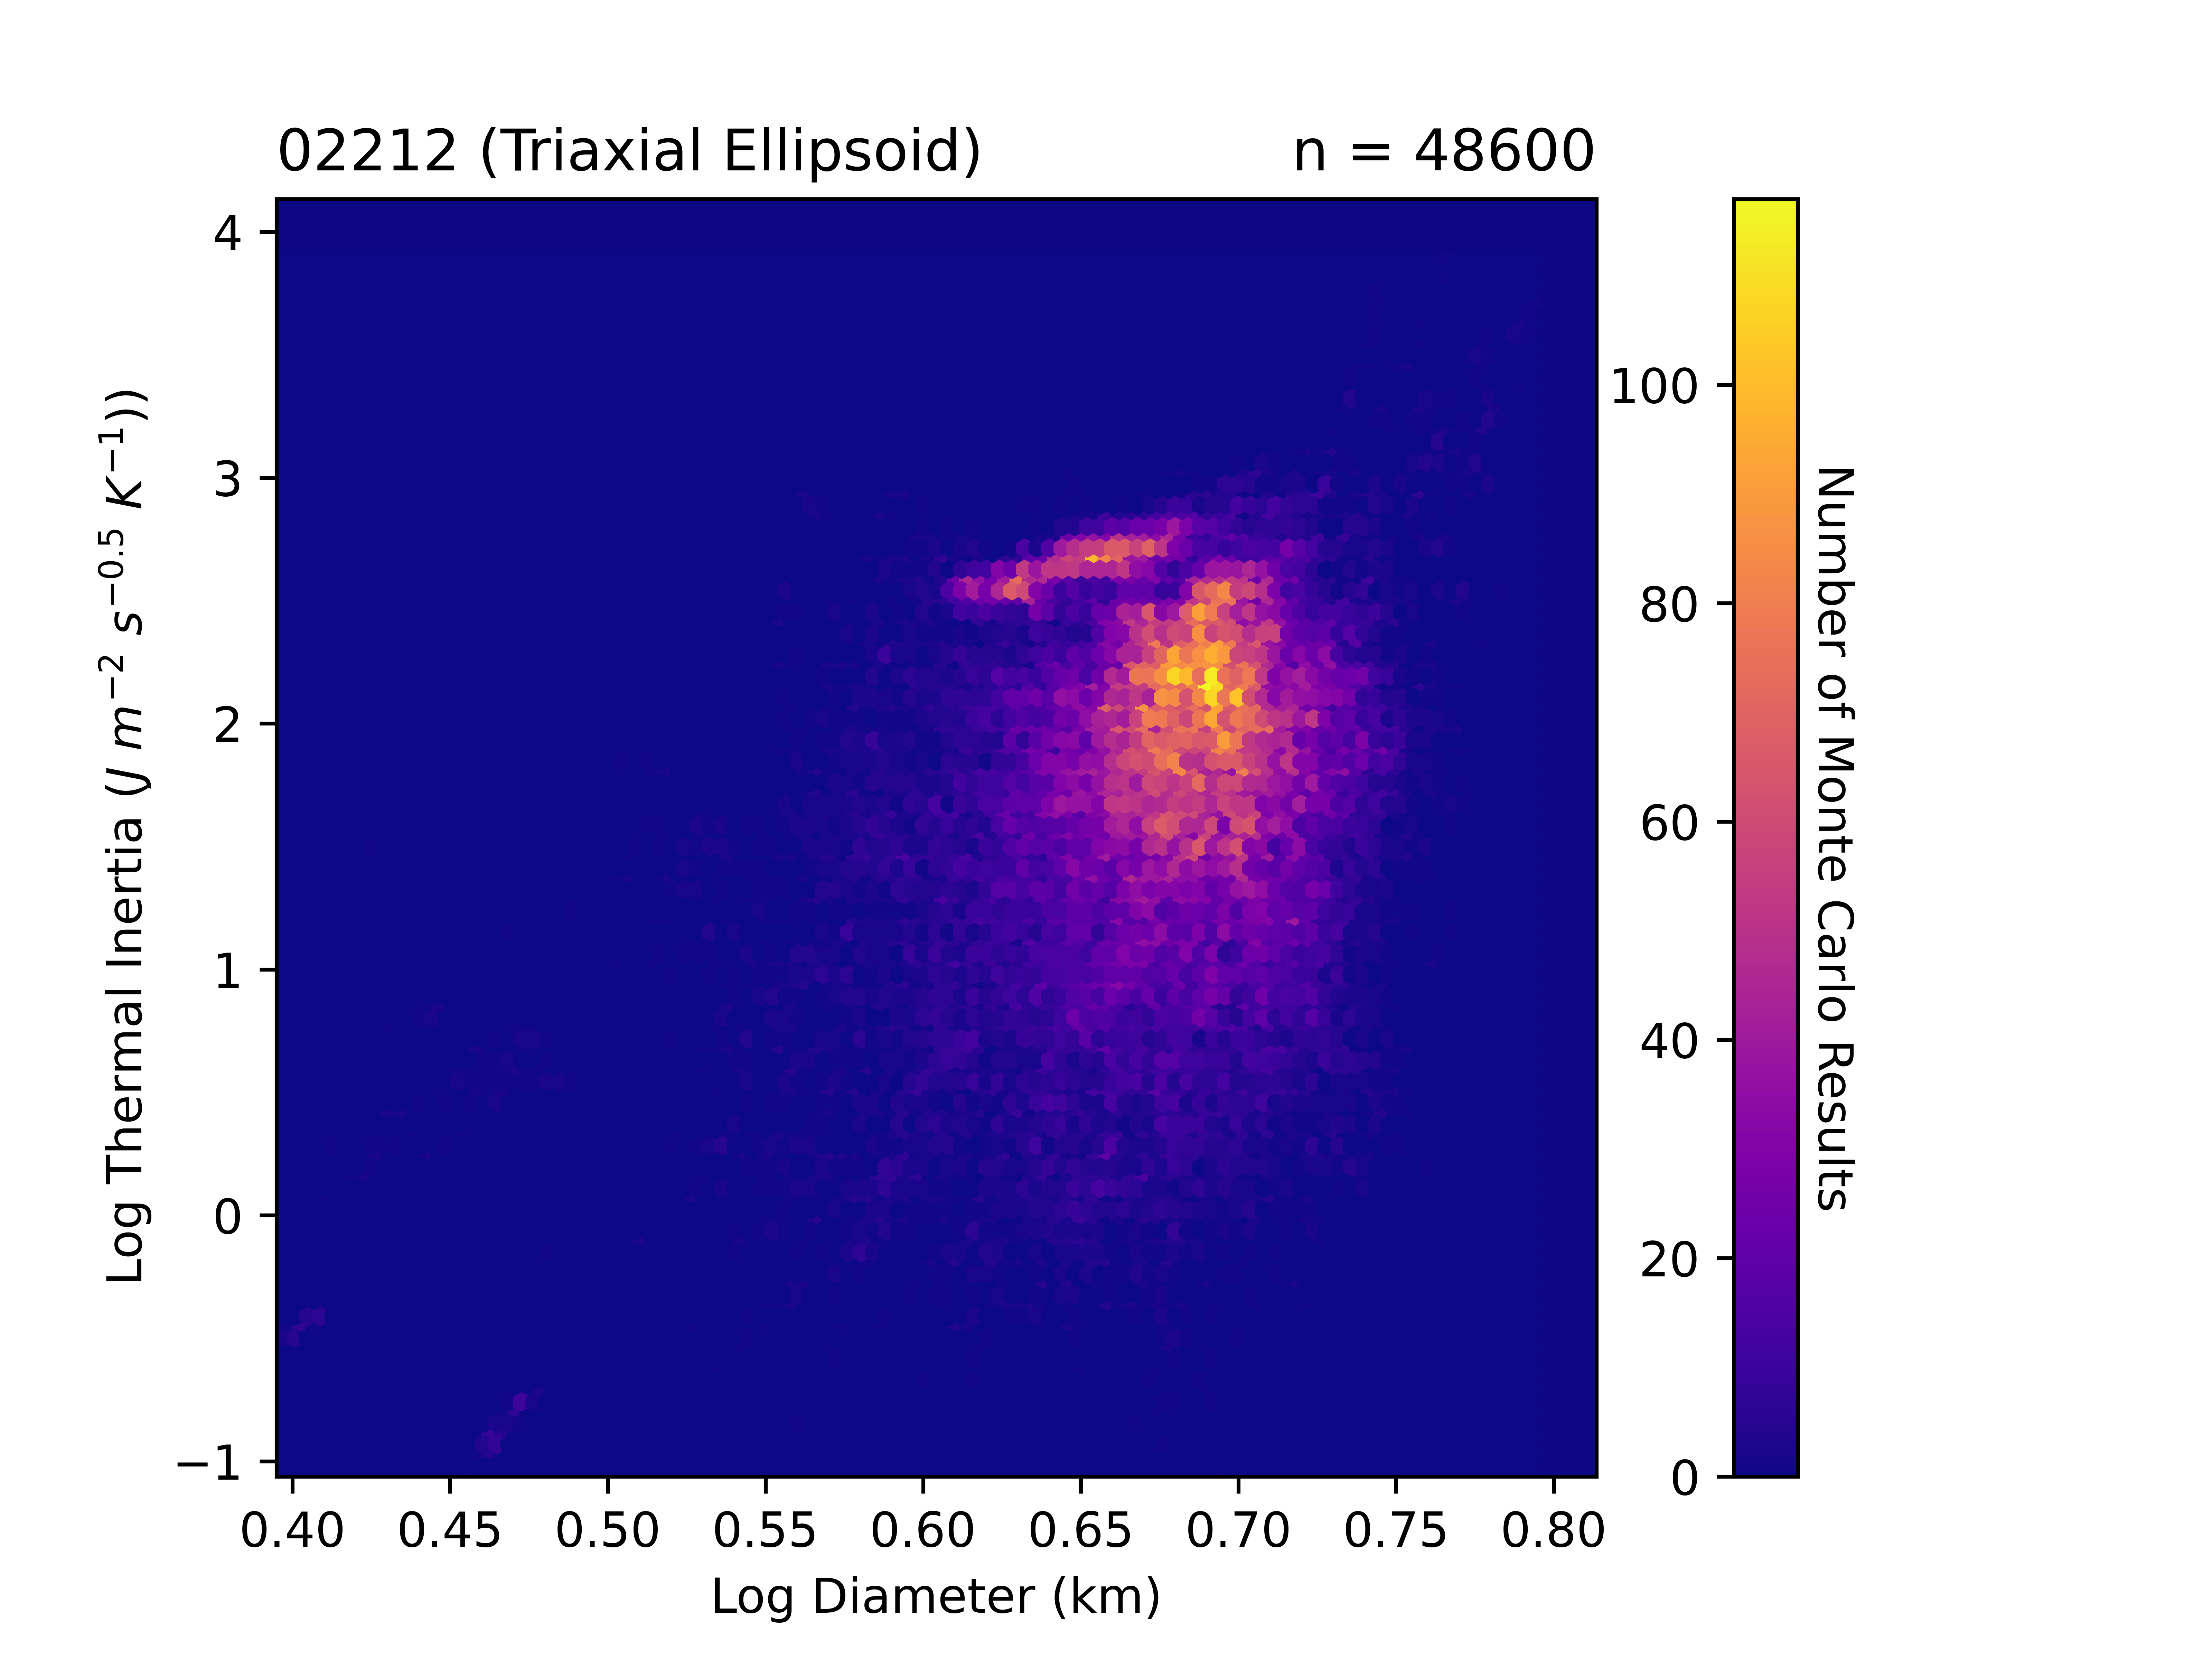 02212 (Triaxial Ellipsoid) n = 48600
Log Thermal Inertia (J m−2 s−0.5 K−1))
4
3
2
1
0
−1
0.40 0.45 0.50 0.55 0.60 0.65 0.70 0.75 0.80
Log Diameter (km)
100
80
60
40
20
0
Number of Monte Carlo Results